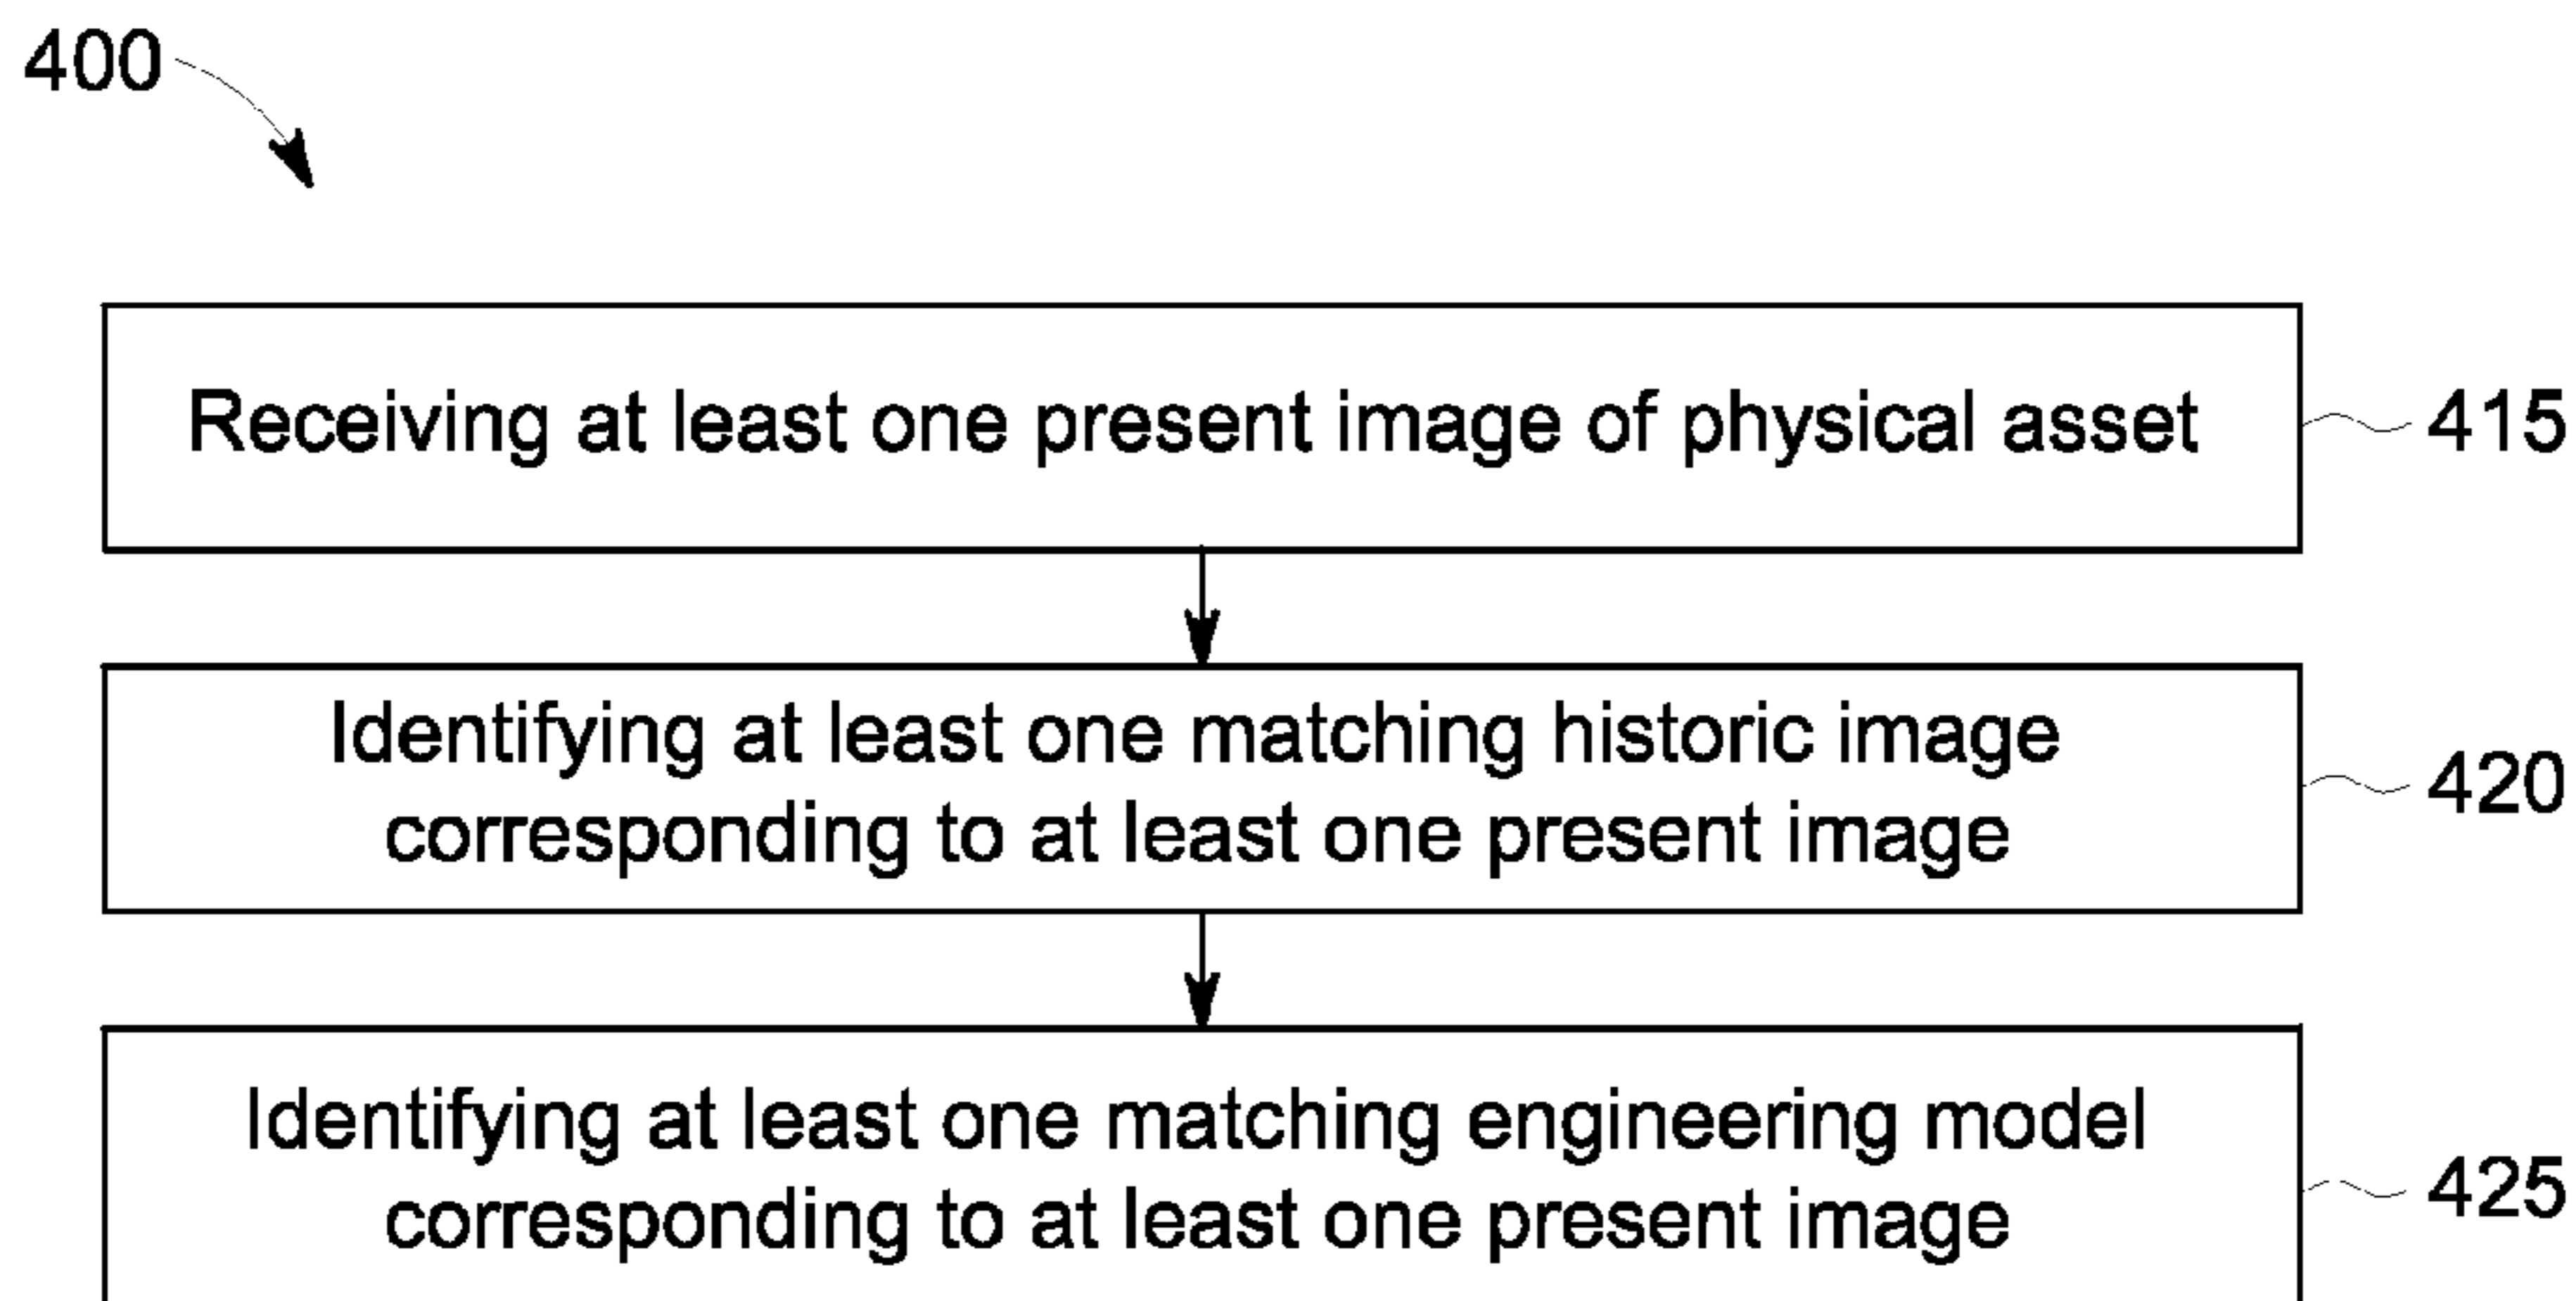 400
Receiving at least one present image of physical asset
415
Identifying at least one matching historic image
corresponding to at least one present image
420
Identifying at least one matching engineering model
corresponding to at least one present image
425